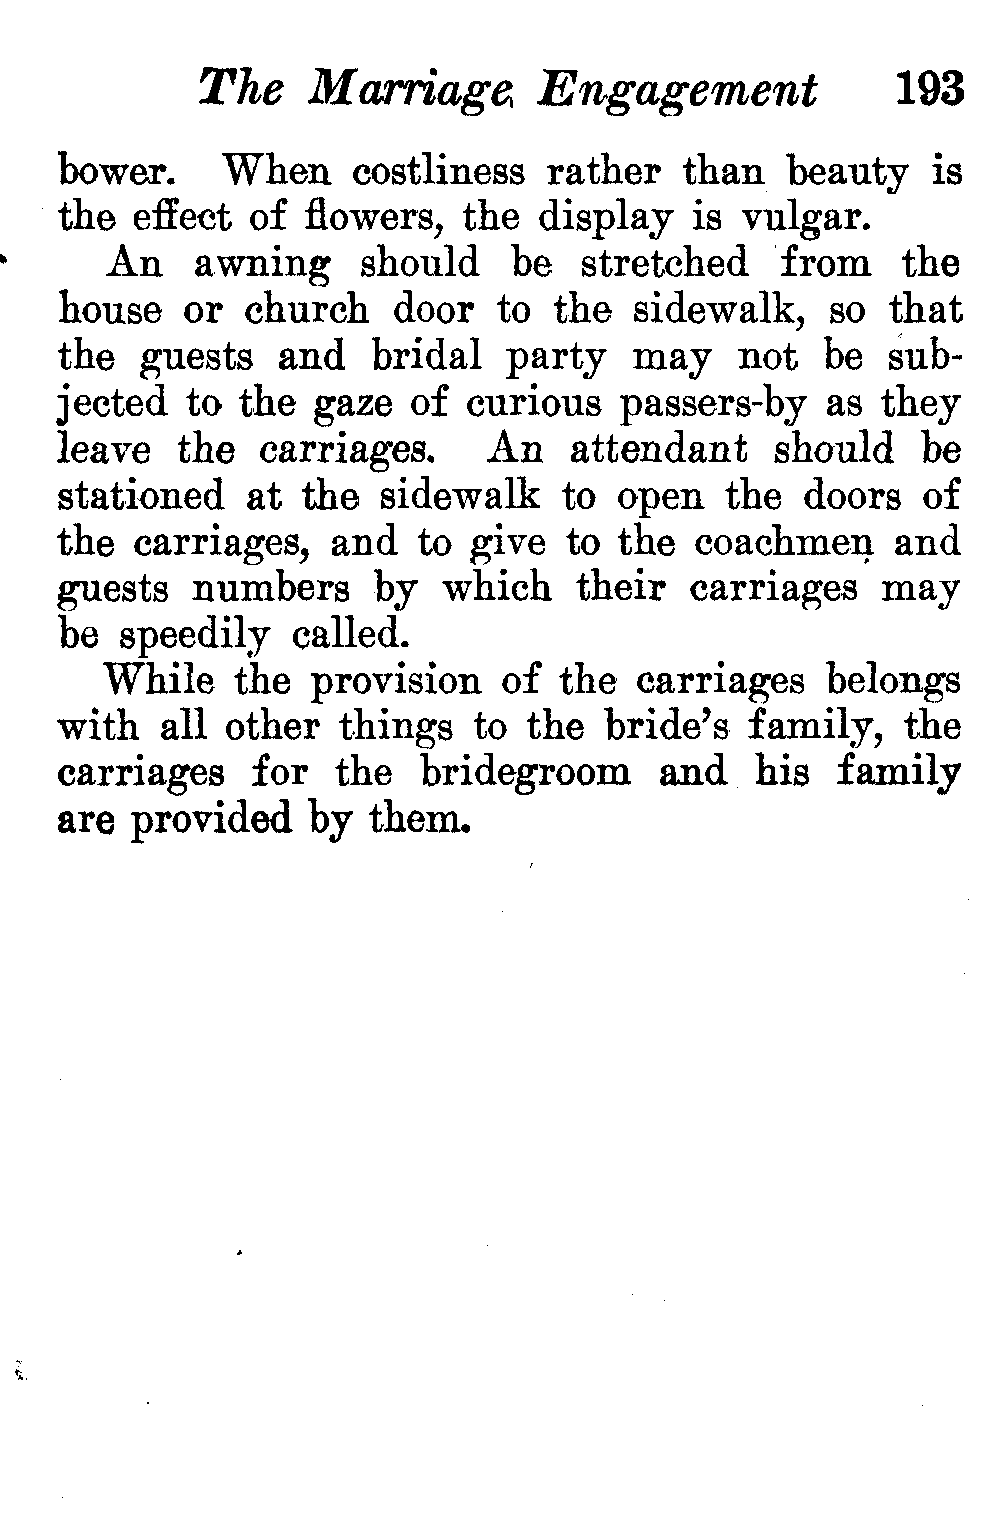 The Marriage Engagement 193
bower. When costliness rather than beauty is
the effect of flowers, the display is vulgar.
An awning should be stretched from the
house or church door to the sidewalk, so that
the guests and bridal party may not be sub-
jected to the gaze of curious passers-by as they
leave the carriages. An attendant should be
stationed at the sidewalk to open the doors of
the carriages, and to give to the coachmen and
guests numbers by which their carriages may
be speedily called.
While the provision of the carriages belongs
with all other things to the bride's family, the
carriages for the bridegroom and his family
are provided by them.